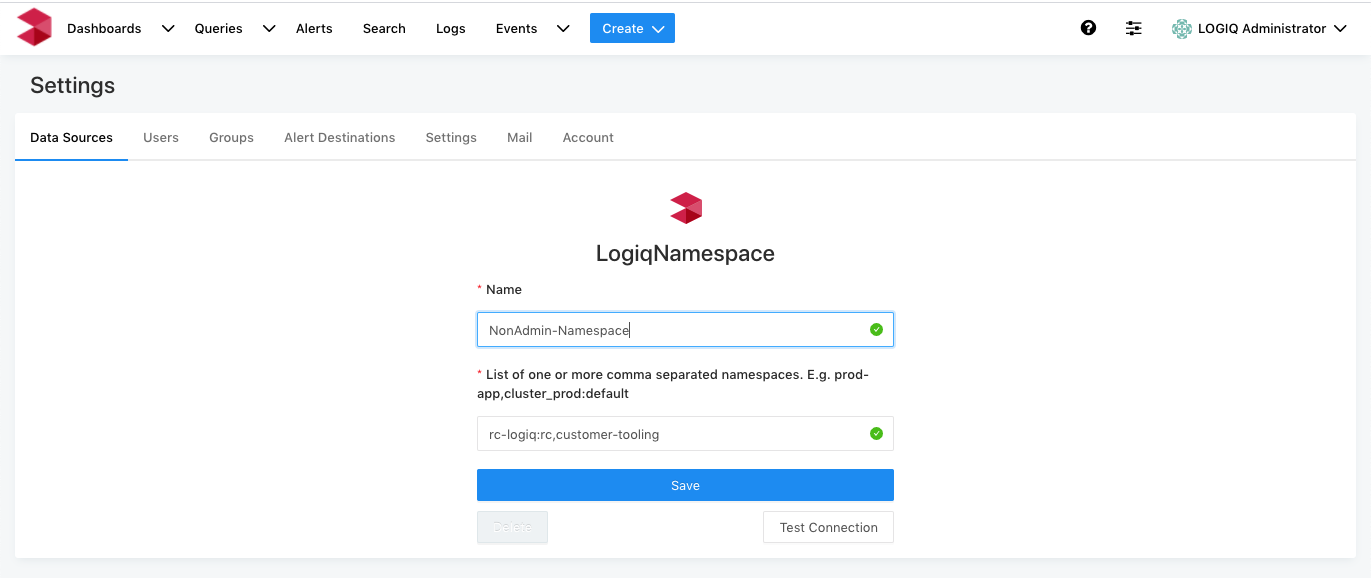 Dashboards Queries Alerts Search Logs Events Create LOGIQ Administrator
Settings
Data Sources Users Groups Alert Destinations Settings Mail Account
LogiqNamespace
* Name
NonAdmin-Namespace
* List of one or more comma separated namespaces. E.g. prod-
app,cluster_prod:default
rc-logiq:rc,customer-tooling
Save
Delete Test Connection